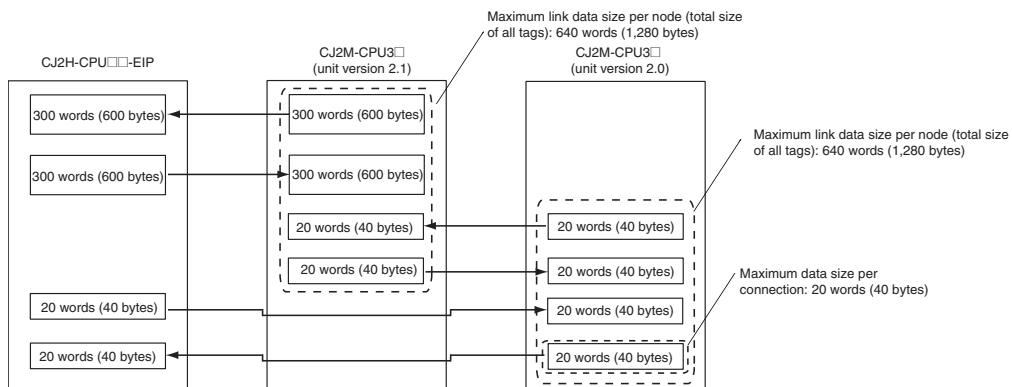 Maximum link data size per node (total size
of all tags): 640 words (1,280 bytes)
CJ2H-CPU□□-EIP
CJ2M-CPU3□
(unit version 2.1)
CJ2M-CPU3□
(unit version 2.0)
300 words (600 bytes)
300 words (600 bytes)
Maximum link data size per node (total size
of all tags): 640 words (1,280 bytes)
300 words (600 bytes)
300 words (600 bytes)
20 words (40 bytes)
20 words (40 bytes)
20 words (40 bytes)
20 words (40 bytes)
Maximum data size per
connection: 20 words (40 bytes)
20 words (40 bytes)
20 words (40 bytes)
20 words (40 bytes)
20 words (40 bytes)